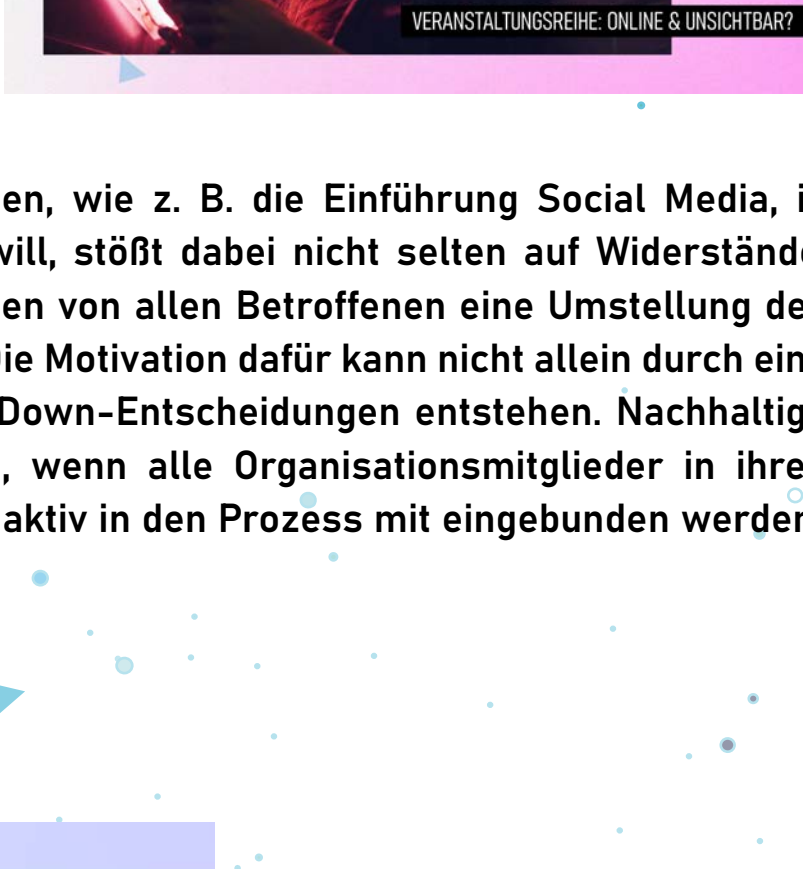 VERANSTALTUNGSREIHE: ONLINE & UNSICHTBAR?
en, wie z. B. die Einführung Social Media, i
will, stößt dabei nicht selten auf Widerstände
en von allen Betroffenen eine Umstellung de
Die Motivation dafür kann nicht allein durch ein
Down-Entscheidungen entstehen. Nachhaltig
, wenn alle Organisationsmitglieder in ihre
aktiv in den Prozess mit eingebunden werden